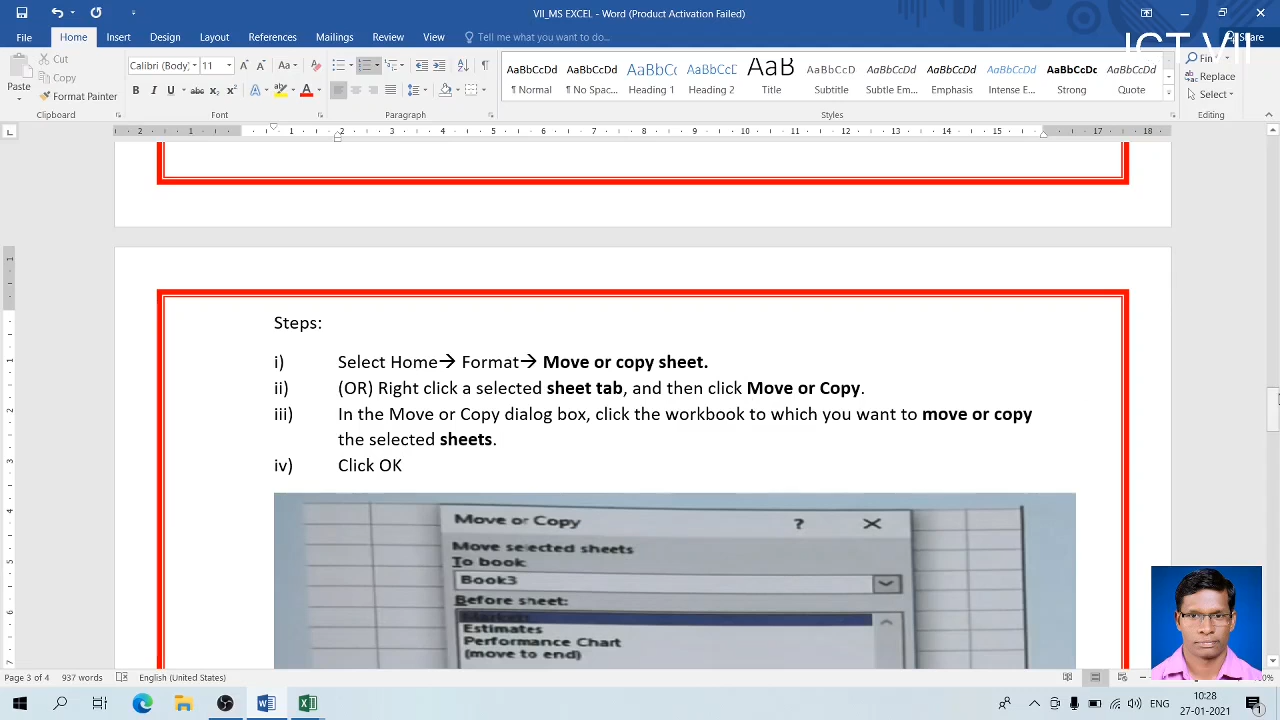 VII_MS EXCEL - Word (Product Activation Failed)
File Home Insert Design Layout References Mailings Review View Tell me what you want to do... Share
ICT VII
Paste Cut Copy Format Painter
Calibri (Body) 11
AaBbCcDd AaBbCcDd AaBbCc AaBbCcD AaB AaBbCcD AaBbCcDd AaBbCcDd AaBbCcDd AaBbCcDc AaBbCcDd
¶ Normal ¶ No Spac... Heading 1 Heading 2 Title Subtitle Subtle Em... Emphasis Intense E... Strong Quote
Replace
Select
Clipboard Font Paragraph Styles Editing
Steps:
i) Select Home→ Format→ Move or copy sheet.
ii) (OR) Right click a selected sheet tab, and then click Move or Copy.
iii) In the Move or Copy dialog box, click the workbook to which you want to move or copy
the selected sheets.
iv) Click OK
Move or Copy ? ×
Move selected sheets
To book
Book3
Before sheet:
Estimates
Performance Chart
(move to end)
Page 3 of 4 937 words English (United States)
ENG 10:28
27-01-2021